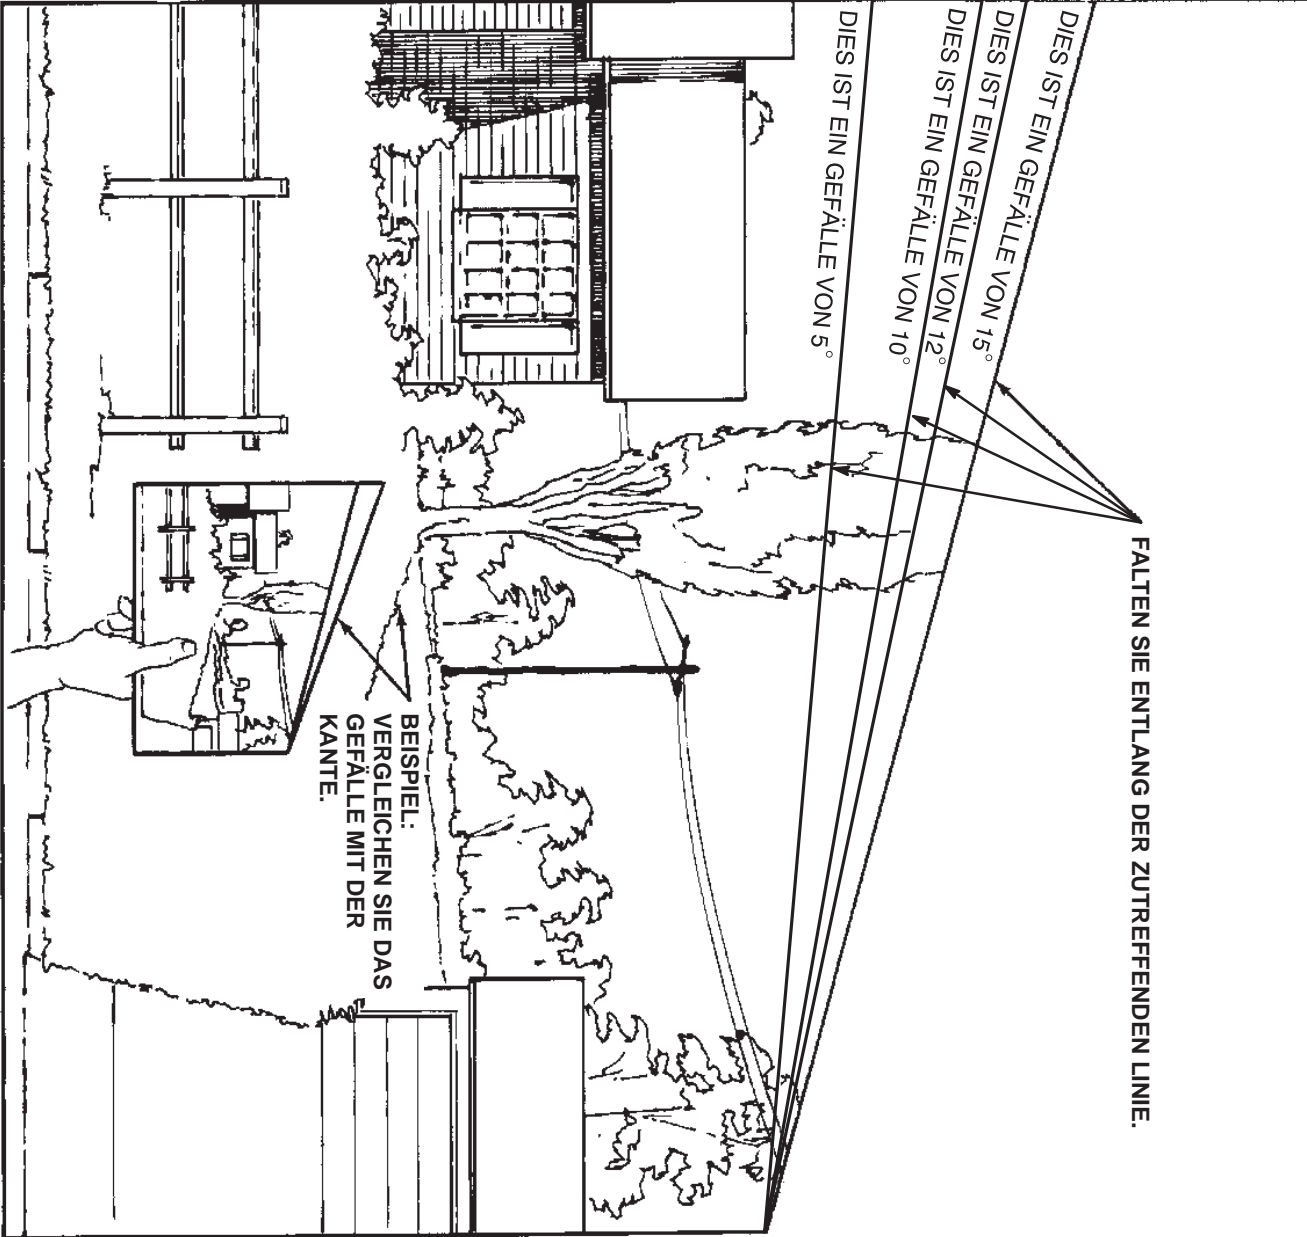 FALTEN SIE ENTLANG DER ZUTREFFENDEN LINIE.
DIES IST EIN GEFÄLLE VON 15°
DIES IST EIN GEFÄLLE VON 12°
DIES IST EIN GEFÄLLE VON 10°
DIES IST EIN GEFÄLLE VON 5°
BEISPIEL:
VERGLEICHEN SIE DAS
GEFÄLLE MIT DER
KANTE.